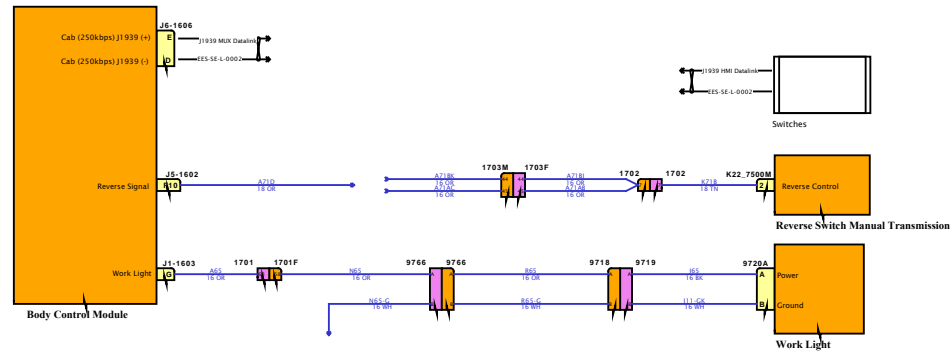 J6-1606
Cab (250kbps) J1939 (+)
E
J1939 MUX Datalink
Cab (250kbps) J1939 (-)
D
EES-SE-L-0002
J1939 HMI Datalink
EES-SE-L-0002
Switches
J5-1602
Reverse Signal
F10
A71D
18 OR
1703M
1703F
A71BK
16 OR
A71AC
16 OR
A71BJ
16 OR
A71AB
16 OR
1702
1702
K71B
18 TN
K22_7500M
2
Reverse Control
Reverse Switch Manual Transmission
J1-1603
Work Light
G
A65
16 OR
1701
1701F
N65
16 OR
9766
9766
A
A
R65
16 OR
9718
9719
A
A
J65
16 BK
9720A
A
Power
N65-G
16 WH
B
B
R65-G
16 WH
B
B
J11-GK
16 WH
B
Ground
Body Control Module
Work Light